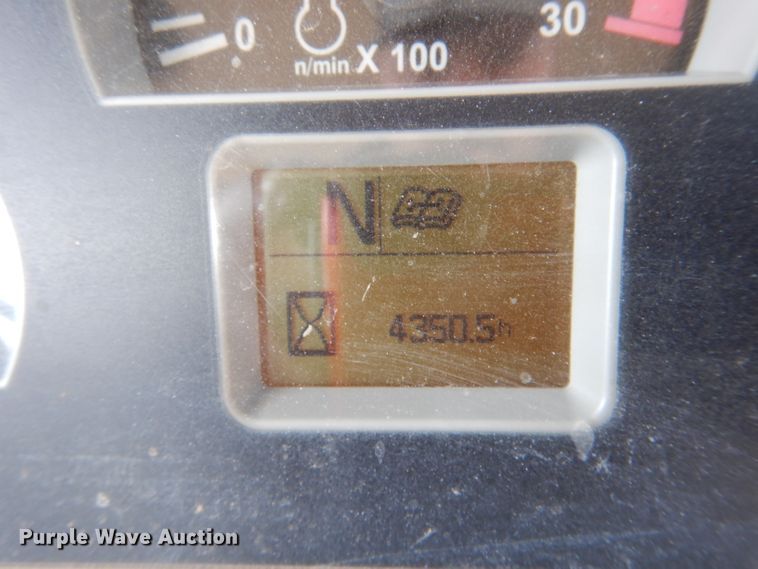 0 30
n/min X 100
N
4350.5h
Purple Wave Auction